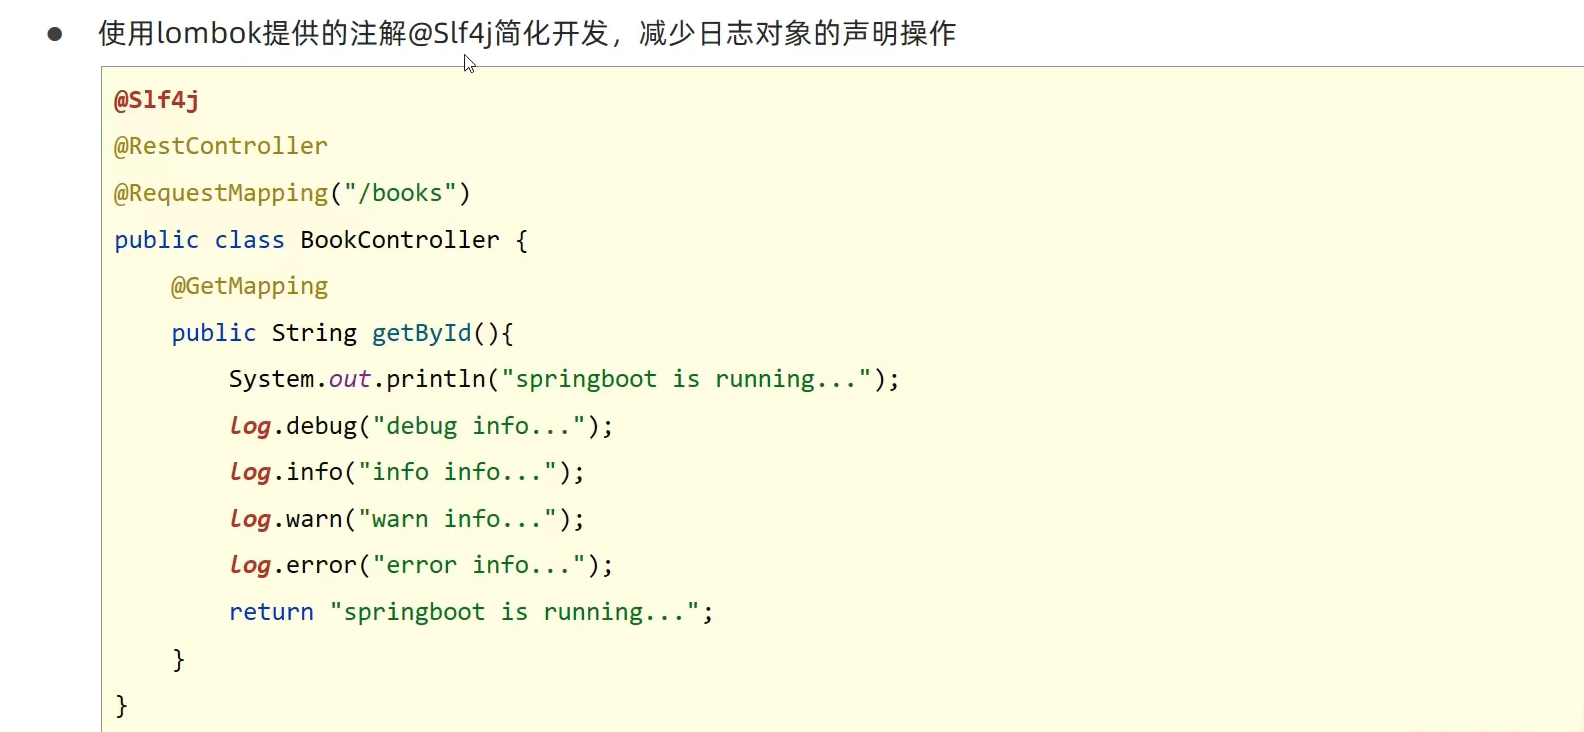 ● 使用lombok提供的注解@Slf4j简化开发，减少日志对象的声明操作
@Slf4j
@RestController
@RequestMapping("/books")
public class BookController {
    @GetMapping
    public String getById(){
        System.out.println("springboot is running...");
        log.debug("debug info...");
        log.info("info info...");
        log.warn("warn info...");
        log.error("error info...");
        return "springboot is running...";
    }
}